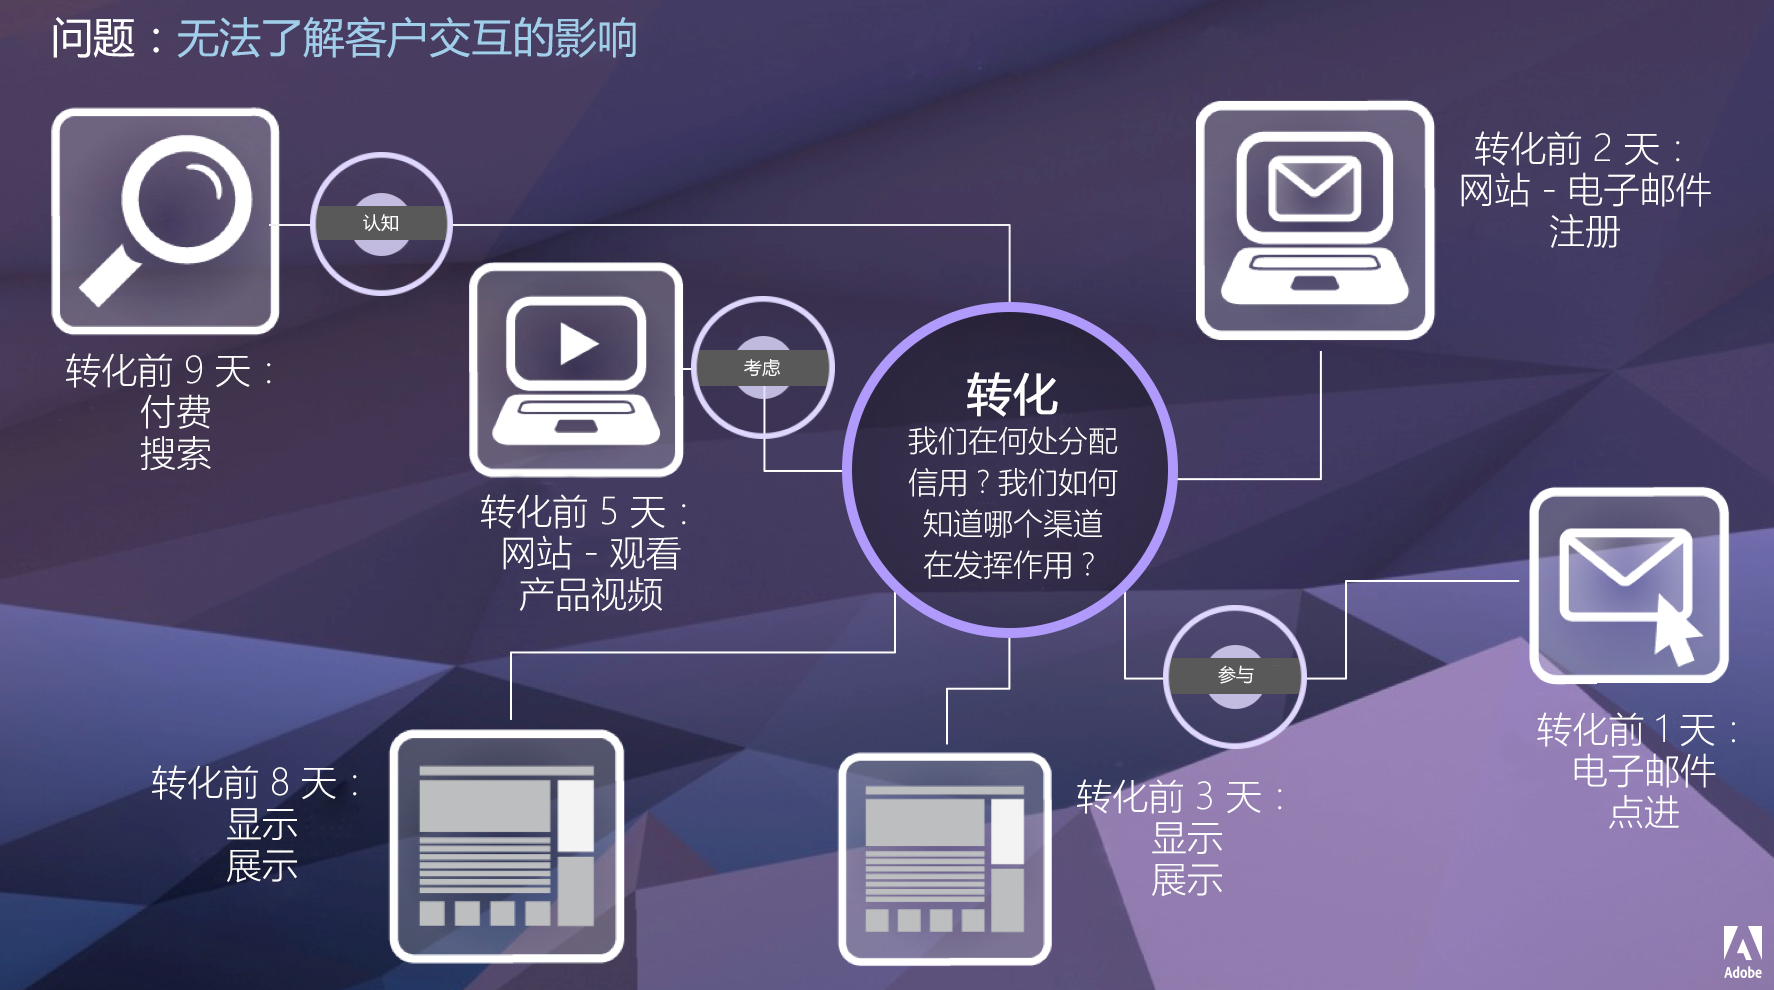 问题：无法了解客户交互的影响
认知
转化前 9 天：
付费
搜索
考虑
转化前 5 天：
网站 - 观看
产品视频
转化
我们在何处分配
信用？我们如何
知道哪个渠道
在发挥作用？
转化前 2 天：
网站 - 电子邮件
注册
参与
转化前 1 天：
电子邮件
点进
转化前 8 天：
显示
展示
转化前 3 天：
显示
展示
Adobe